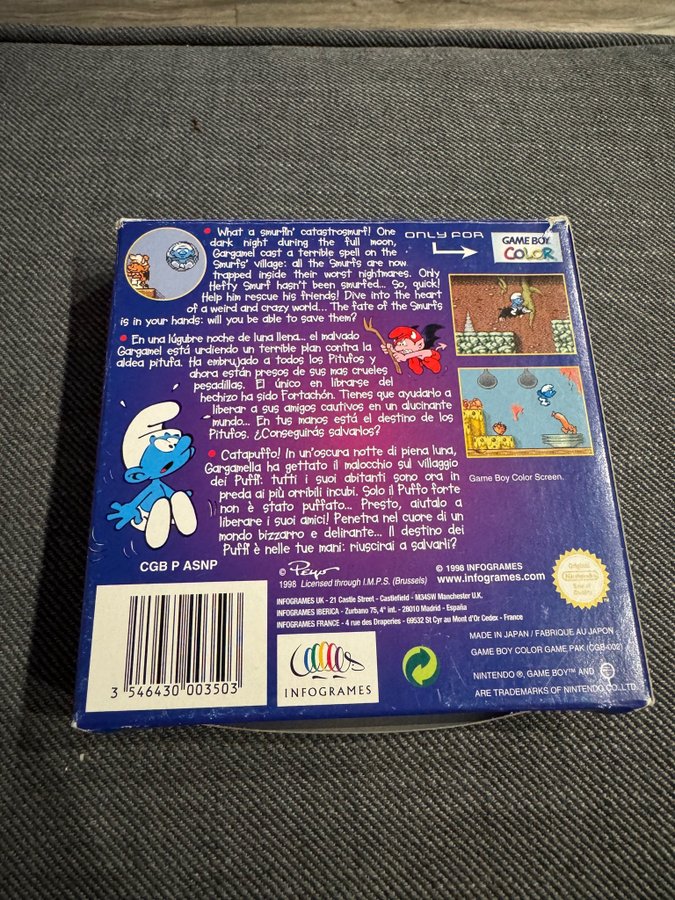 What a smurfin' catastrosmurf! One
dark night during the full moon,
Gargamel cast a terrible spell on the
Smurfs' village: all the Smurfs are now
trapped inside their worst nightmares. Only
Hefty Smurf hasn't been smurfed... So, quick!
Help him rescue his friends! Dive into the heart
of a weird and crazy world... The fate of the Smurfs
is in your hands: will you be able to save them?
ONLY FOR
GAME BOY
COLOR
En una lúgubre noche de luna llena... el malvado
Gargamel está urdiendo un terrible plan contra la
aldea pitufa. Ha embrujado a todos los Pitufos y
ahora están presos de sus mas crueles
pesadillas. El único en librarse del
hechizo ha sido Fortachón. Tienes que ayudarlo a
liberar a sus amigos cautivos en un alucinante
mundo... En tus manos está el destino de los
Pitufos. ¿Conseguirás salvarlos?
Catapuffo! In un'oscura notte di piena luna,
Gargamella ha gettato il malocchio sul villaggio
dei Puffi: tutti i suoi abitanti sono ora in
preda ai più orribili incubi. Solo il Puffo forte
non è stato puffato... Presto, aiutalo a
liberare i suoi amici! Penetra nel cuore di un
mondo bizzarro e delirante... Il destino dei
Puffi è nelle tue mani: riuscirai a salvarli?
Game Boy Color Screen.
CGB P ASNP
© Peyo
1998 Licensed through I.M.P.S. (Brussels)
© 1998 INFOGRAMES
www.infogrames.com
INFOGRAMES UK - 21 Castle Street - Castlefield - M34SW Manchester U.K.
INFOGRAMES IBERICA - Zurbano 75, 4° int. - 28010 Madrid - España
INFOGRAMES FRANCE - 4 rue des Draperies - 69532 St Cyr au Mont d'Or Cedex - France
Original
Nintendo
Seal of
Quality
3 546430 003503
INFOGRAMES
MADE IN JAPAN / FABRIQUE AU JAPON
GAME BOY COLOR GAME PAK (CGB-002)
NINTENDO ®, GAME BOY™ AND
ARE TRADEMARKS OF NINTENDO CO., LTD.